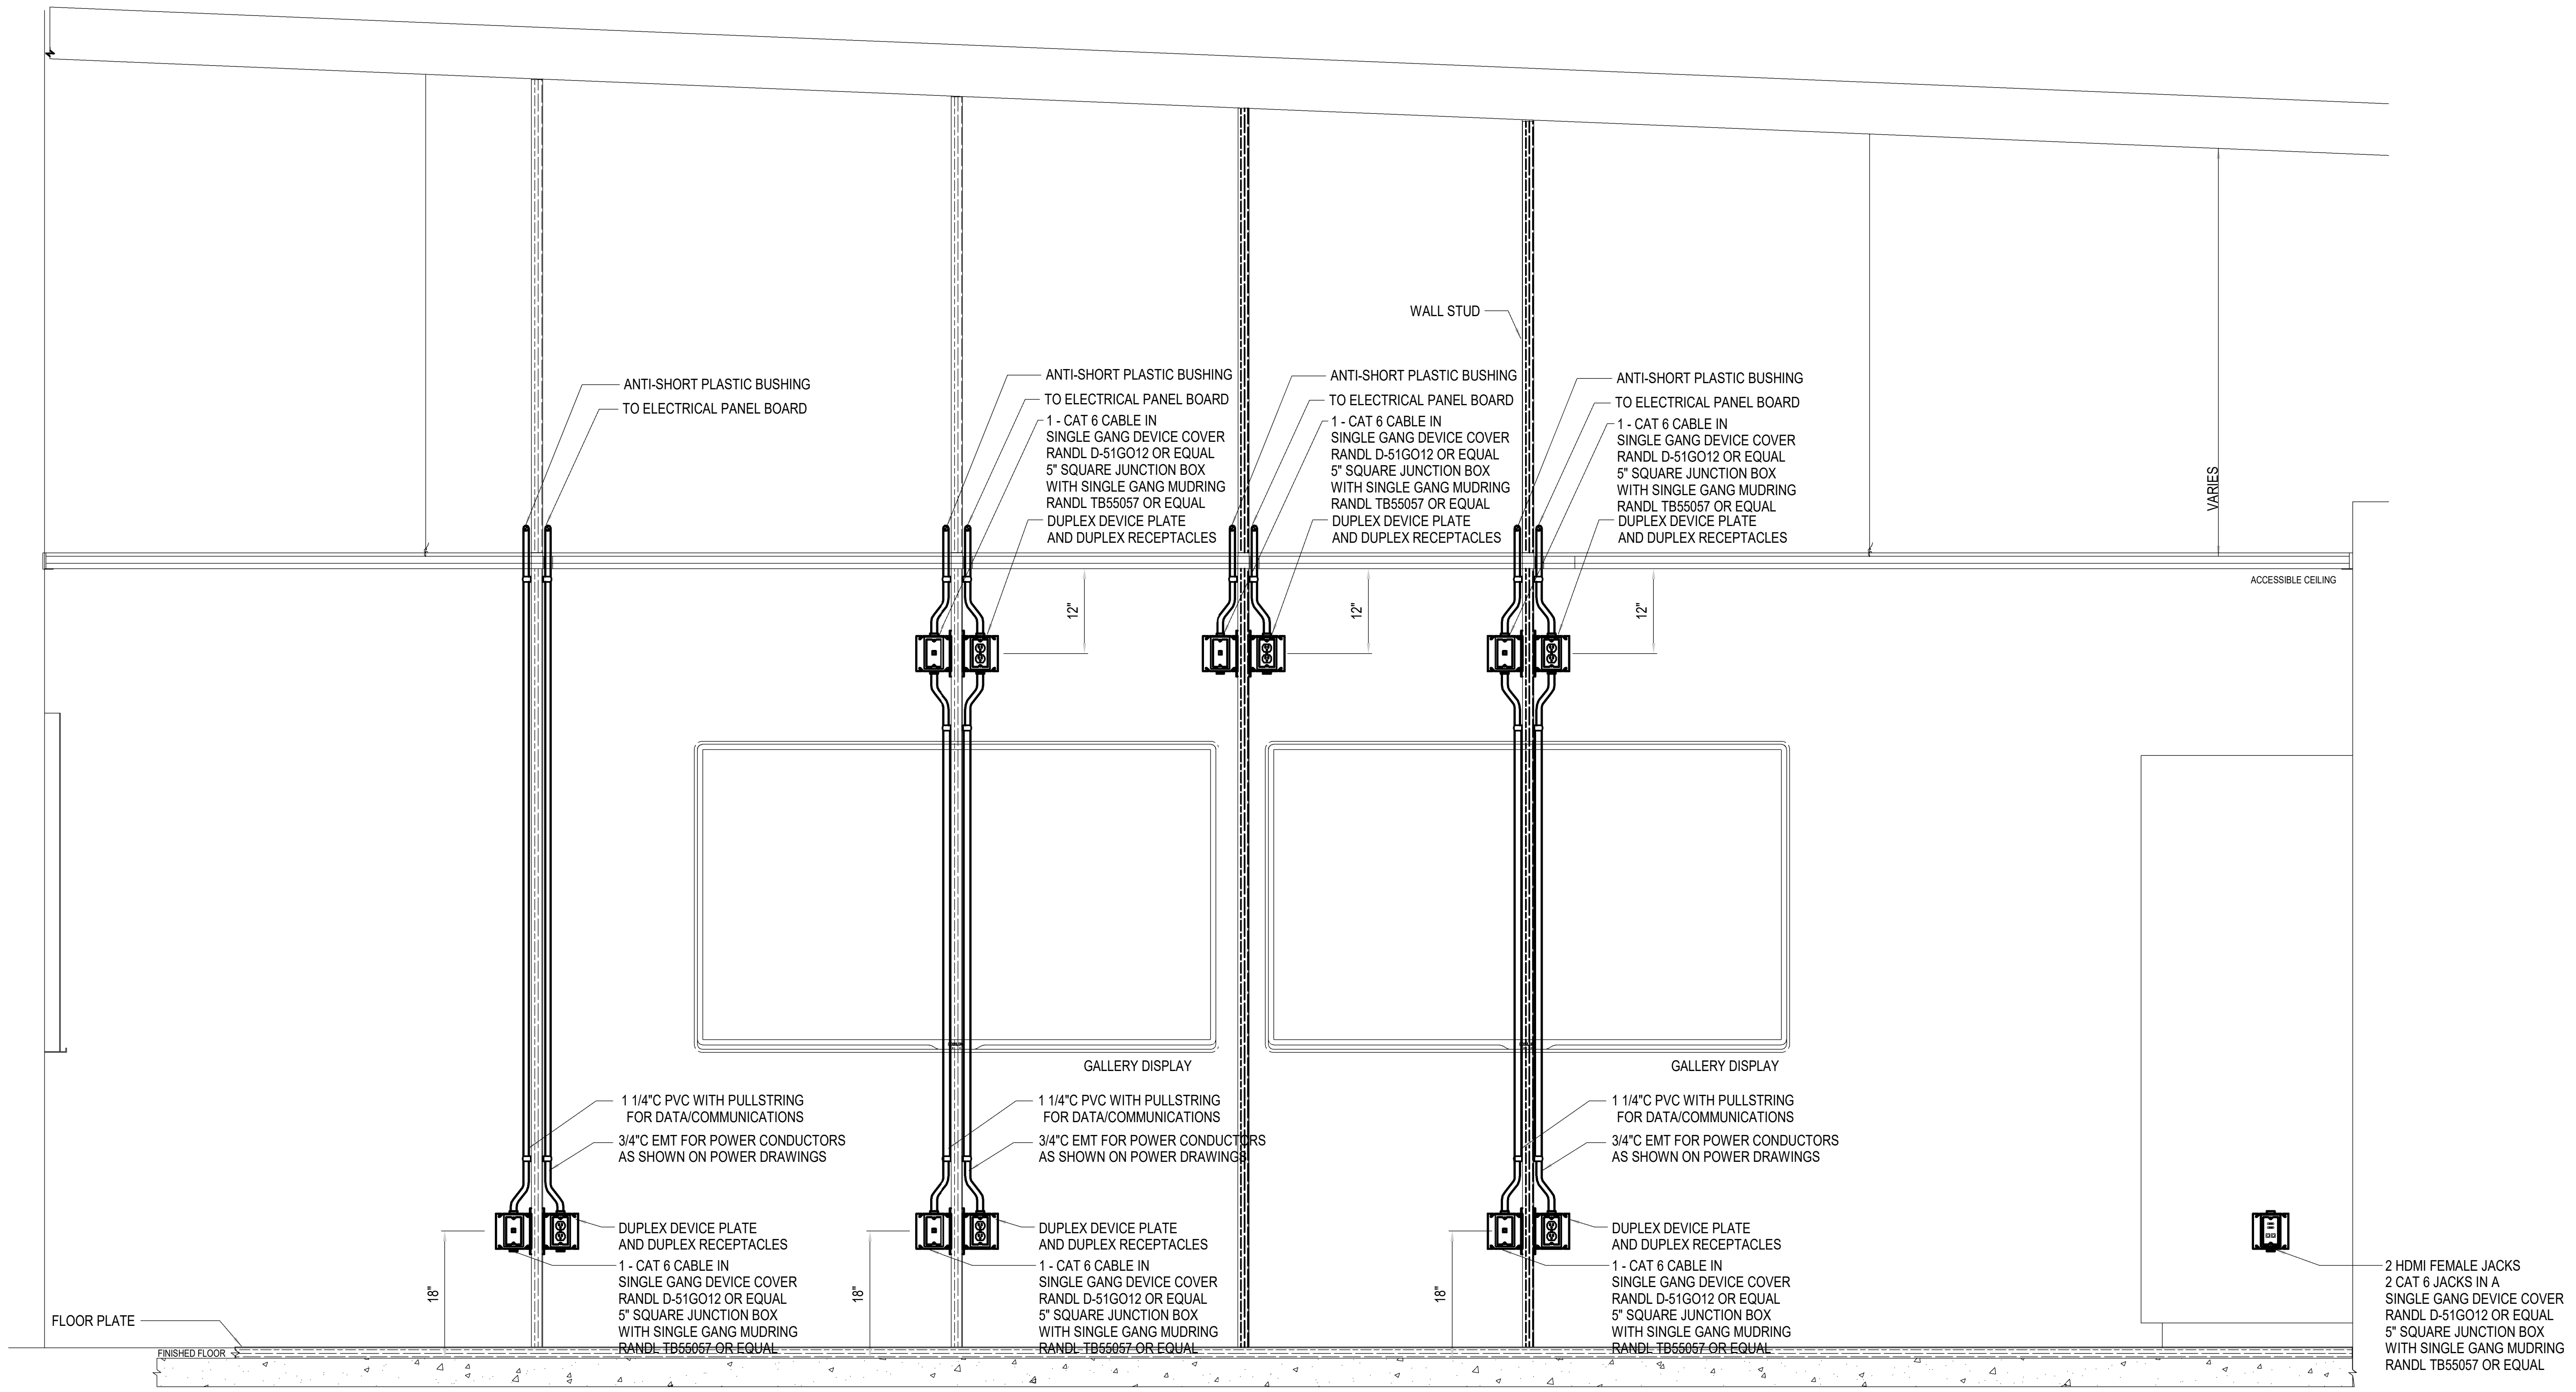 WALL STUD
ANTI-SHORT PLASTIC BUSHING
TO ELECTRICAL PANEL BOARD
ANTI-SHORT PLASTIC BUSHING
TO ELECTRICAL PANEL BOARD
1 - CAT 6 CABLE IN
SINGLE GANG DEVICE COVER
RANDL D-51GO12 OR EQUAL
5" SQUARE JUNCTION BOX
WITH SINGLE GANG MUDRING
RANDL TB55057 OR EQUAL
DUPLEX DEVICE PLATE
AND DUPLEX RECEPTACLES
ANTI-SHORT PLASTIC BUSHING
TO ELECTRICAL PANEL BOARD
1 - CAT 6 CABLE IN
SINGLE GANG DEVICE COVER
RANDL D-51GO12 OR EQUAL
5" SQUARE JUNCTION BOX
WITH SINGLE GANG MUDRING
RANDL TB55057 OR EQUAL
DUPLEX DEVICE PLATE
AND DUPLEX RECEPTACLES
ANTI-SHORT PLASTIC BUSHING
TO ELECTRICAL PANEL BOARD
1 - CAT 6 CABLE IN
SINGLE GANG DEVICE COVER
RANDL D-51GO12 OR EQUAL
5" SQUARE JUNCTION BOX
WITH SINGLE GANG MUDRING
RANDL TB55057 OR EQUAL
DUPLEX DEVICE PLATE
AND DUPLEX RECEPTACLES
VARIES
ACCESSIBLE CEILING
12"
12"
12"
GALLERY DISPLAY
GALLERY DISPLAY
1 1/4"C PVC WITH PULLSTRING
FOR DATA/COMMUNICATIONS
3/4"C EMT FOR POWER CONDUCTORS
AS SHOWN ON POWER DRAWINGS
DUPLEX DEVICE PLATE
AND DUPLEX RECEPTACLES
1 - CAT 6 CABLE IN
SINGLE GANG DEVICE COVER
RANDL D-51GO12 OR EQUAL
5" SQUARE JUNCTION BOX
WITH SINGLE GANG MUDRING
RANDL TB55057 OR EQUAL
18"
1 1/4"C PVC WITH PULLSTRING
FOR DATA/COMMUNICATIONS
3/4"C EMT FOR POWER CONDUCTORS
AS SHOWN ON POWER DRAWINGS
DUPLEX DEVICE PLATE
AND DUPLEX RECEPTACLES
1 - CAT 6 CABLE IN
SINGLE GANG DEVICE COVER
RANDL D-51GO12 OR EQUAL
5" SQUARE JUNCTION BOX
WITH SINGLE GANG MUDRING
RANDL TB55057 OR EQUAL
18"
1 1/4"C PVC WITH PULLSTRING
FOR DATA/COMMUNICATIONS
3/4"C EMT FOR POWER CONDUCTORS
AS SHOWN ON POWER DRAWINGS
DUPLEX DEVICE PLATE
AND DUPLEX RECEPTACLES
1 - CAT 6 CABLE IN
SINGLE GANG DEVICE COVER
RANDL D-51GO12 OR EQUAL
5" SQUARE JUNCTION BOX
WITH SINGLE GANG MUDRING
RANDL TB55057 OR EQUAL
18"
2 HDMI FEMALE JACKS
2 CAT 6 JACKS IN A
SINGLE GANG DEVICE COVER
RANDL D-51GO12 OR EQUAL
5" SQUARE JUNCTION BOX
WITH SINGLE GANG MUDRING
RANDL TB55057 OR EQUAL
FLOOR PLATE
FINISHED FLOOR